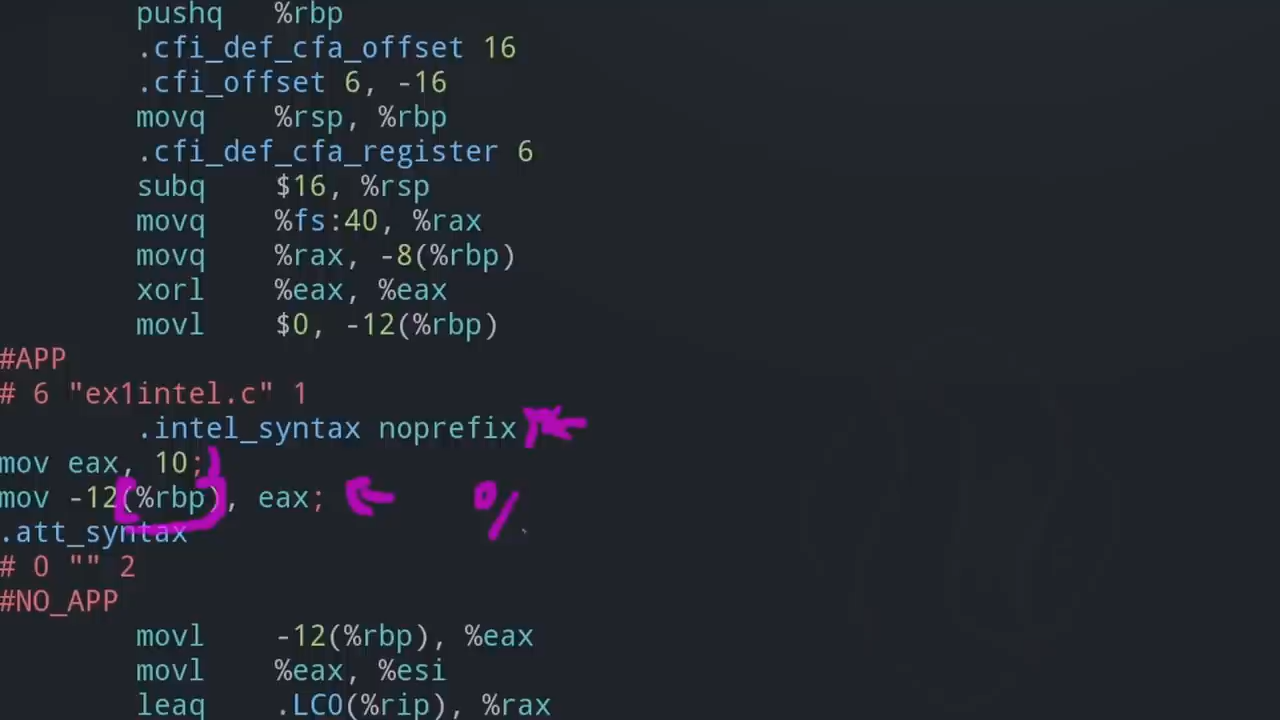 pushq %rbp
.cfi_def_cfa_offset 16
.cfi_offset 6, -16
movq %rsp, %rbp
.cfi_def_cfa_register 6
subq $16, %rsp
movq %fs:40, %rax
movq %rax, -8(%rbp)
xorl %eax, %eax
movl $0, -12(%rbp)
#APP
# 6 "ex1intel.c" 1
.intel_syntax noprefix
mov eax, 10;
mov -12(%rbp), eax; %
.att_syntax
# 0 "" 2
#NO_APP
movl -12(%rbp), %eax
movl %eax, %esi
leaq .LC0(%rip), %rax